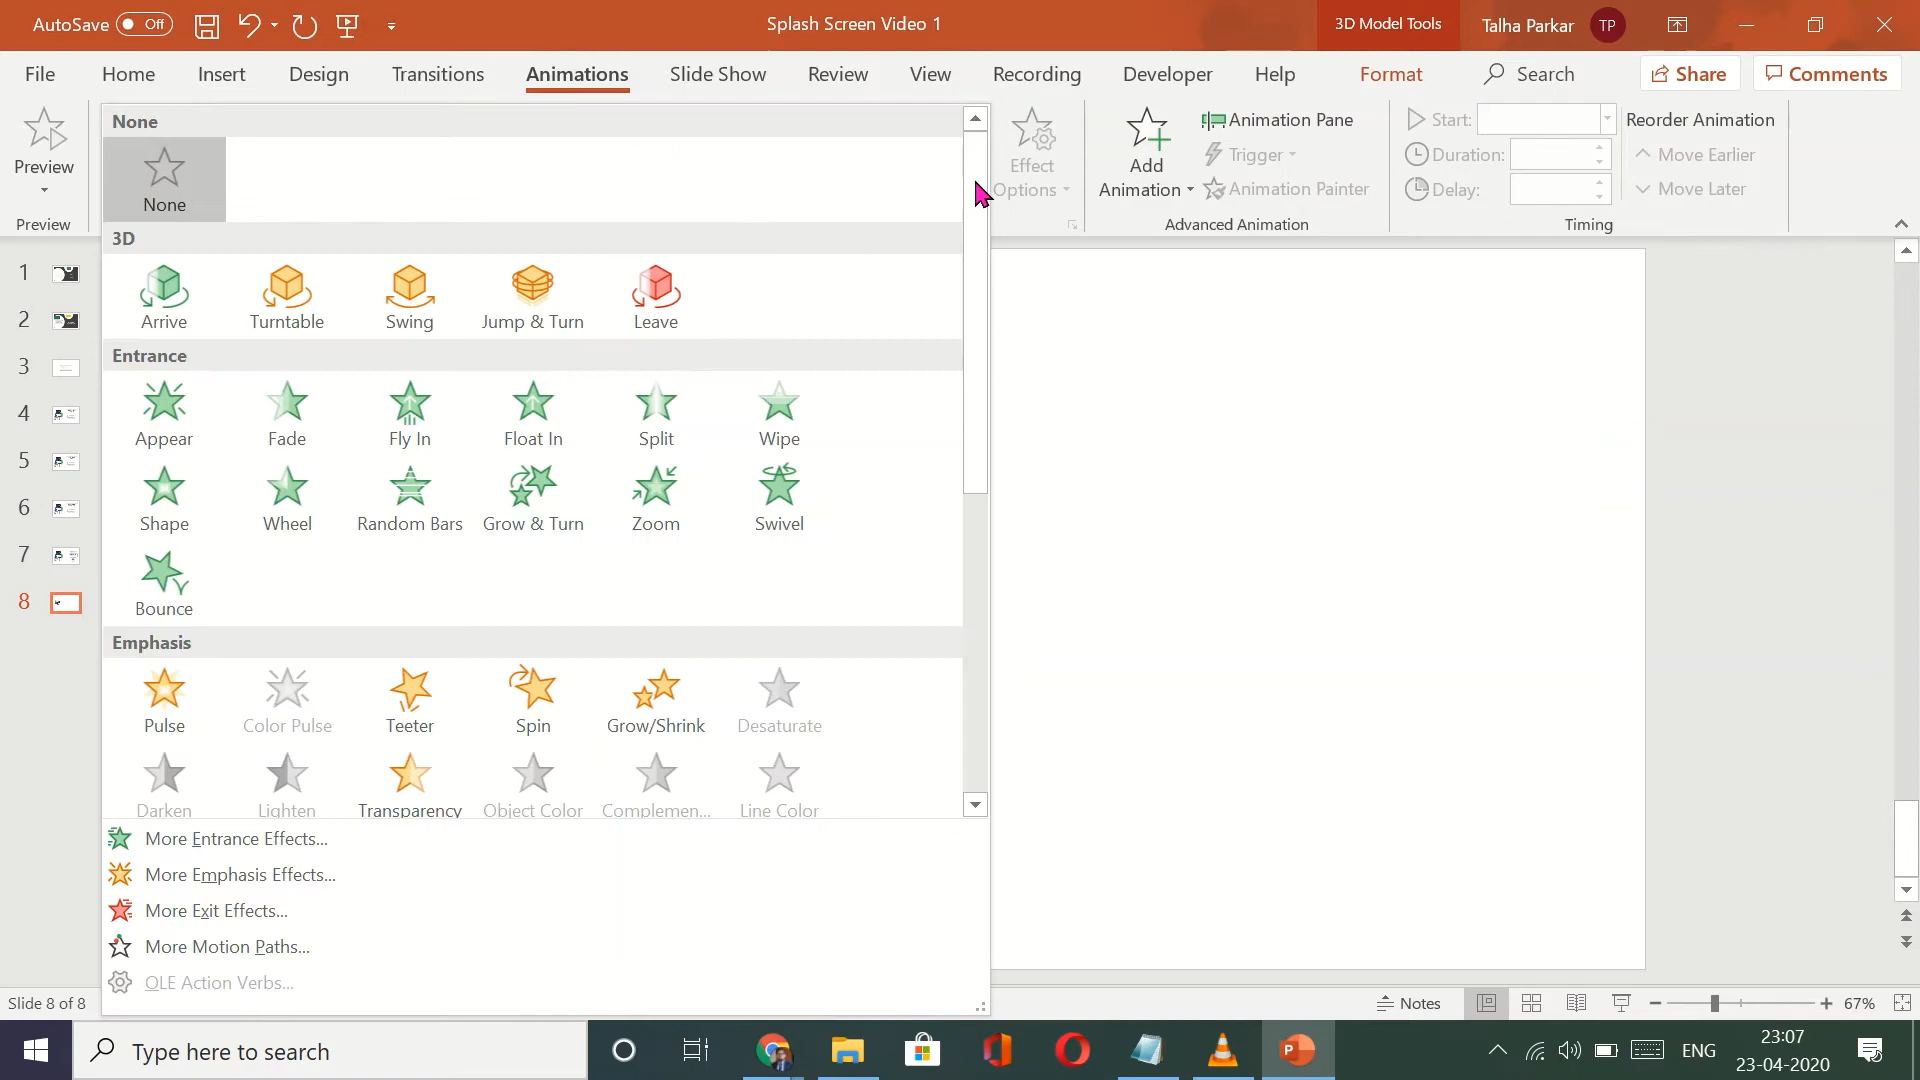 AutoSave Off Splash Screen Video 1 3D Model Tools Talha Parkar TP
File Home Insert Design Transitions Animations Slide Show Review View Recording Developer Help Format Search Share Comments
Preview
Preview
None
None
3D
Arrive Turntable Swing Jump & Turn Leave
Entrance
Appear Fade Fly In Float In Split Wipe
Shape Wheel Random Bars Grow & Turn Zoom Swivel
Bounce
Emphasis
Pulse Color Pulse Teeter Spin Grow/Shrink Desaturate
Darken Lighten Transparency Object Color Complemen... Line Color
More Entrance Effects...
More Emphasis Effects...
More Exit Effects...
More Motion Paths...
OLE Action Verbs...
Effect
Options
Add
Animation
Animation Pane
Trigger
Animation Painter
Advanced Animation
Start:
Duration:
Delay:
Reorder Animation
Move Earlier
Move Later
Timing
1
2
3
4
5
6
7
8
Slide 8 of 8 Notes 67%
Type here to search ENG 23:07
23-04-2020